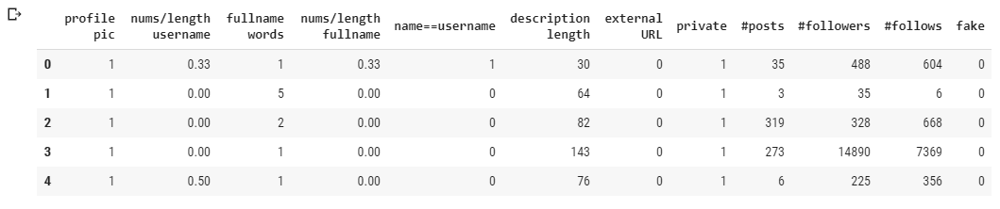 profile pic nums/length username fullname words nums/length fullname name==username description length external URL private #posts #followers #follows fake
0 1 0.33 1 0.33 1 30 0 1 35 488 604 0
1 1 0.00 5 0.00 0 64 0 1 3 35 6 0
2 1 0.00 2 0.00 0 82 0 1 319 328 668 0
3 1 0.00 1 0.00 0 143 0 1 273 14890 7369 0
4 1 0.50 1 0.00 0 76 0 1 6 225 356 0